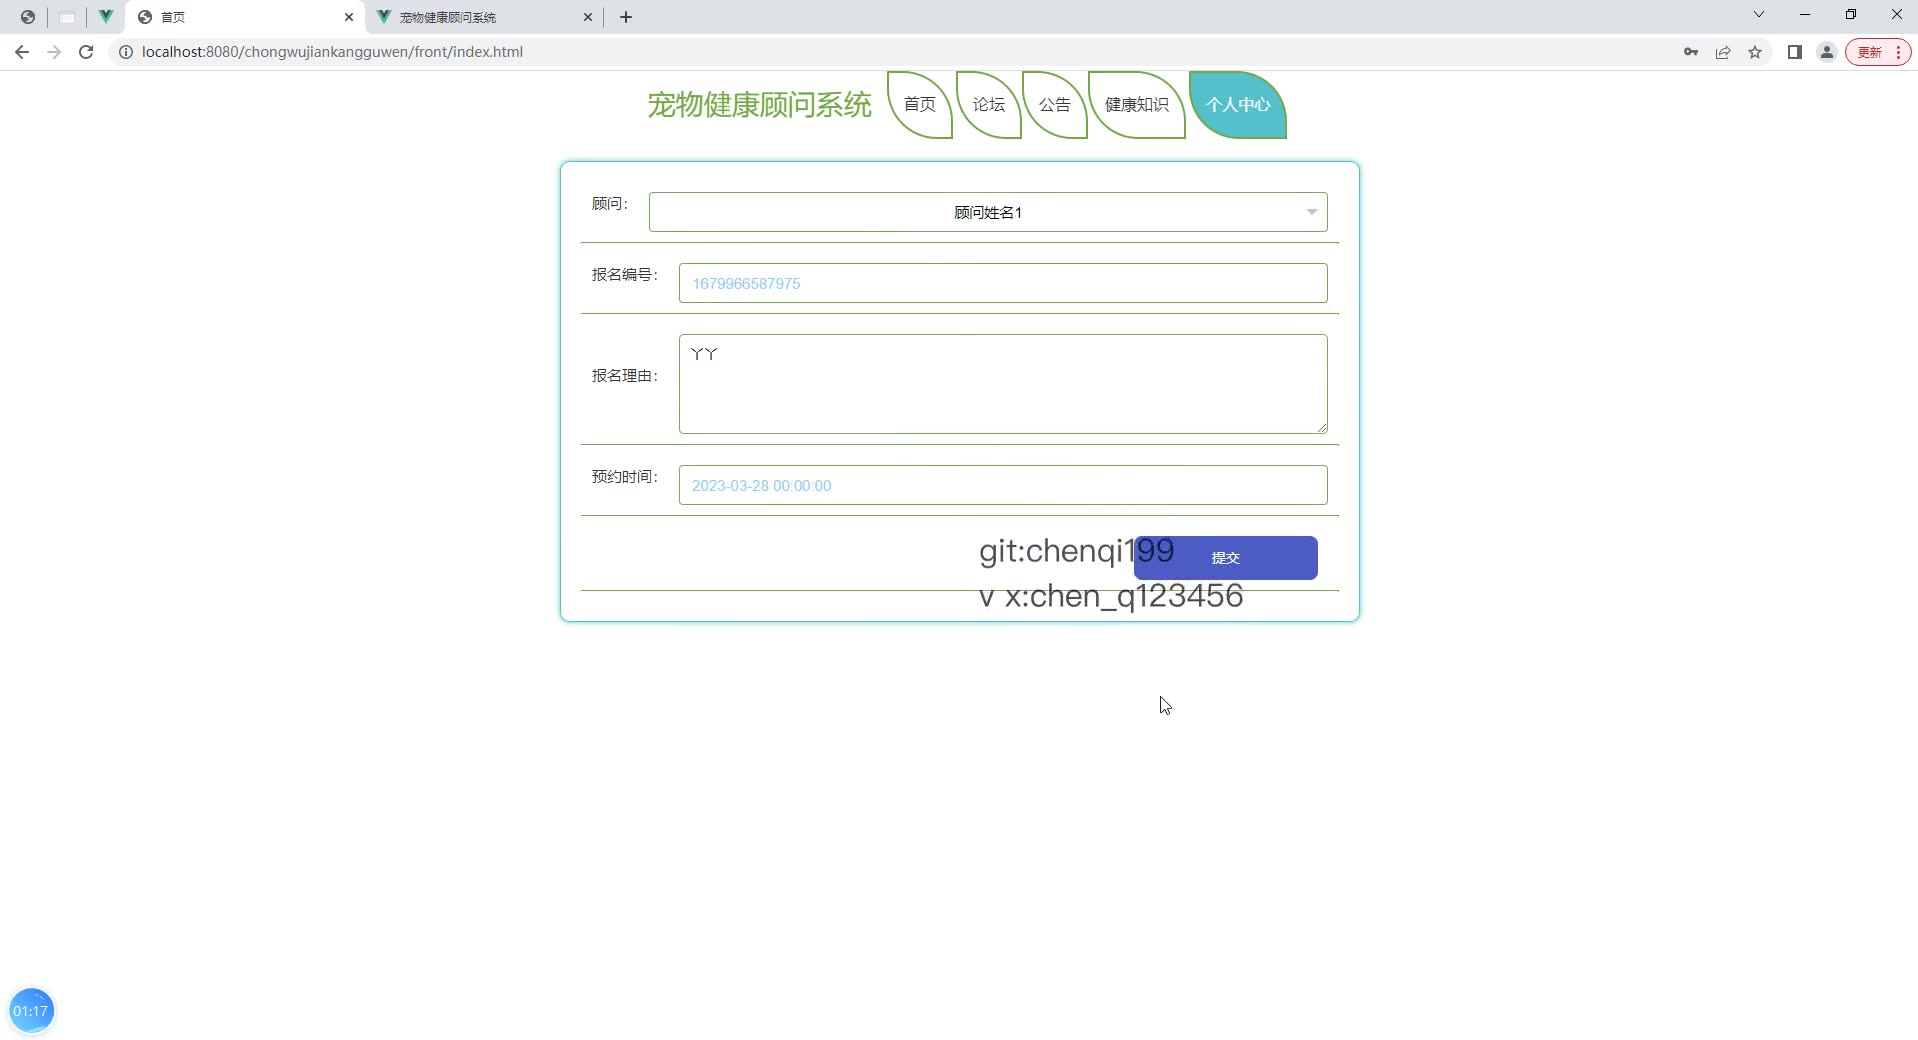 首页
宠物健康顾问系统
localhost:8080/chongwujiankangguwen/front/index.html
更新
宠物健康顾问系统
首页
论坛
公告
健康知识
个人中心
顾问：
顾问姓名1
报名编号：
1679966587975
报名理由：
丫丫
预约时间：
2023-03-28 00:00:00
提交
git:chenqi199
v x:chen_q123456
01:17